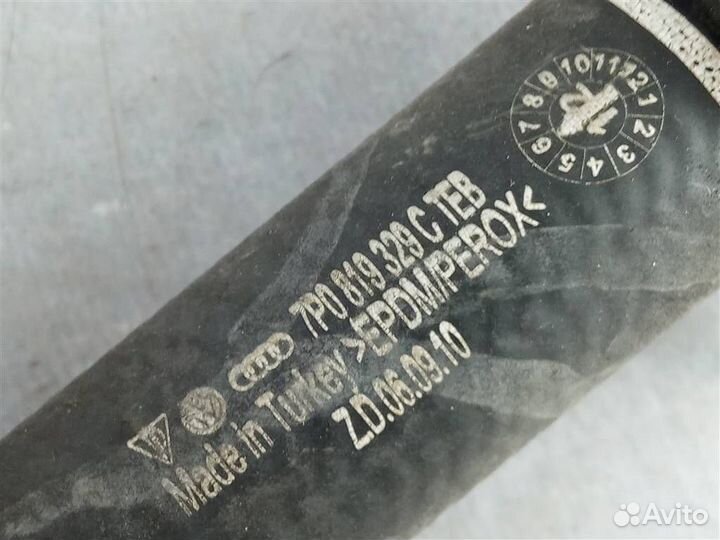 7P0 819 329 C TEB
Made in Turkey >EPDM/PEROX<
Z.D.06.09.10
1 2 3 4 5 6 7 8 9 10 11 12
Avito